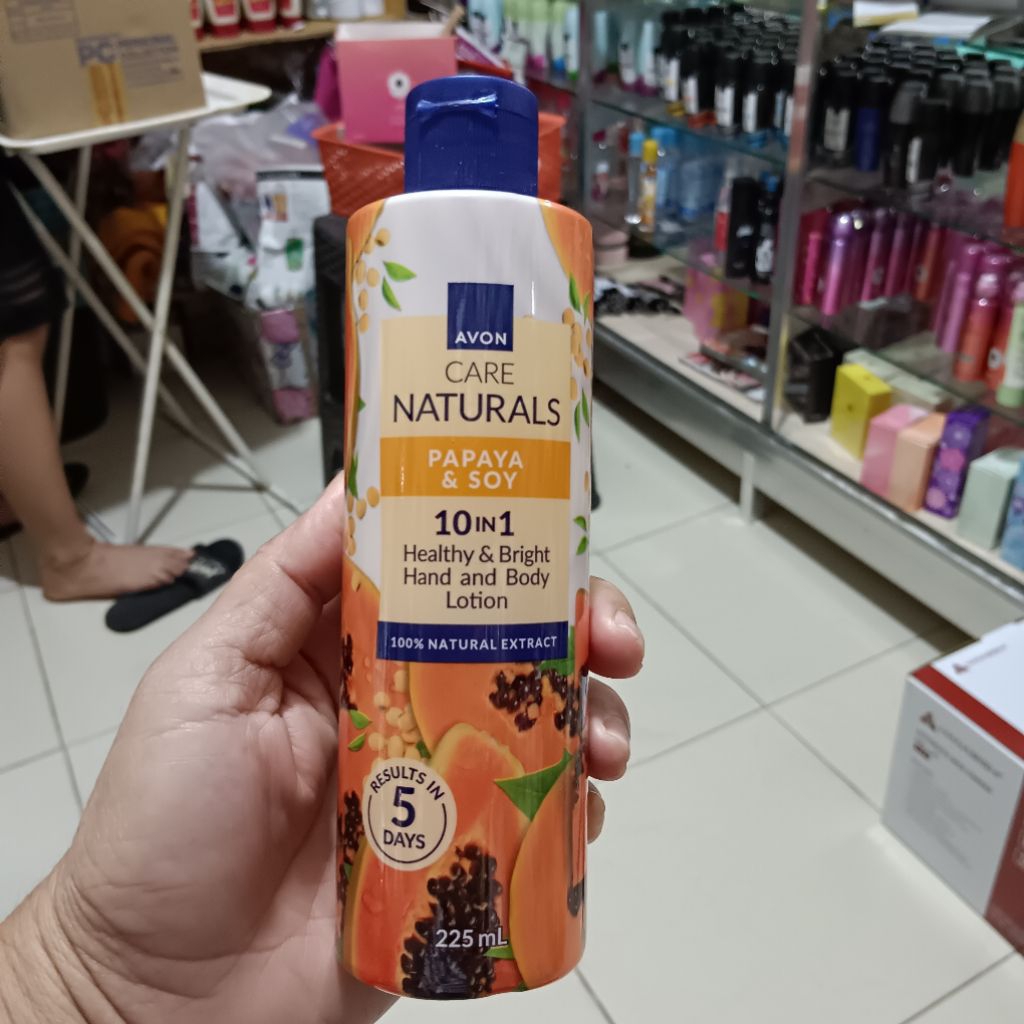 AVON
CARE
NATURALS
PAPAYA
& SOY
10 IN 1
Healthy & Bright
Hand and Body
Lotion
100% NATURAL EXTRACT
RESULTS IN
5
DAYS
225 mL